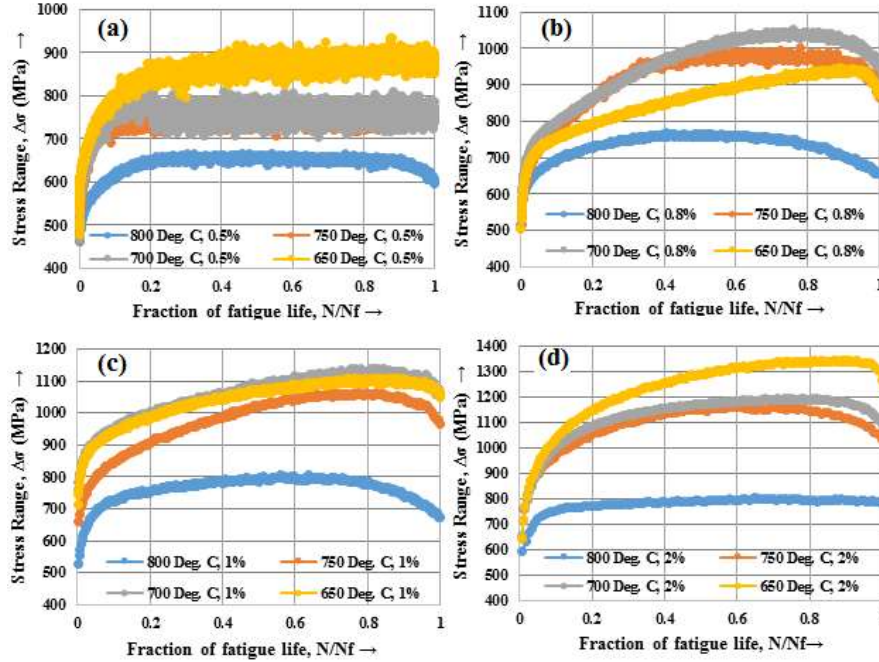 (a)
Stress Range, Δσ (MPa) →
1000
900
800
700
600
500
400
800 Deg. C, 0.5%
750 Deg. C, 0.5%
700 Deg. C, 0.5%
650 Deg. C, 0.5%
0 0.2 0.4 0.6 0.8 1
Fraction of fatigue life, N/Nf →
(b)
Stress Range, Δσ (MPa) →
1100
1000
900
800
700
600
500
400
800 Deg. C, 0.8%
750 Deg. C, 0.8%
700 Deg. C, 0.8%
650 Deg. C, 0.8%
0 0.2 0.4 0.6 0.8 1
Fraction of fatigue life, N/Nf →
(c)
Stress Range, Δσ (MPa) →
1200
1100
1000
900
800
700
600
500
400
800 Deg. C, 1%
750 Deg. C, 1%
700 Deg. C, 1%
650 Deg. C, 1%
0 0.2 0.4 0.6 0.8 1
Fraction of fatigue life, N/Nf →
(d)
Stress Range, Δσ (MPa) →
1400
1300
1200
1100
1000
900
800
700
600
500
400
800 Deg. C, 2%
750 Deg. C, 2%
700 Deg. C, 2%
650 Deg. C, 2%
0 0.2 0.4 0.6 0.8 1
Fraction of fatigue life, N/Nf→